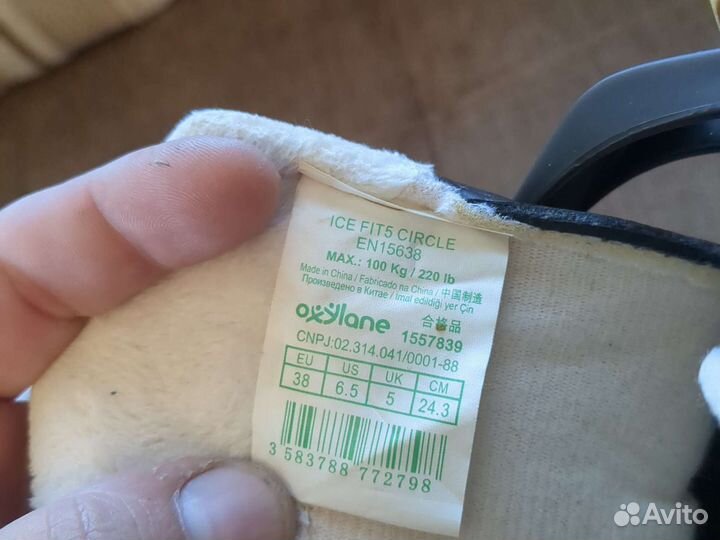 ICE FIT5 CIRCLE
EN15638
MAX.: 100 Kg / 220 lb
Made in China / Fabricado na China / 中国制造
Произведено в Китае / Imal edildiği yer Çin
oxylane 合格品
1557839
CNPJ:02.314.041/0001-88
EU US UK CM
38 6.5 5 24.3
3 583788 772798
Avito